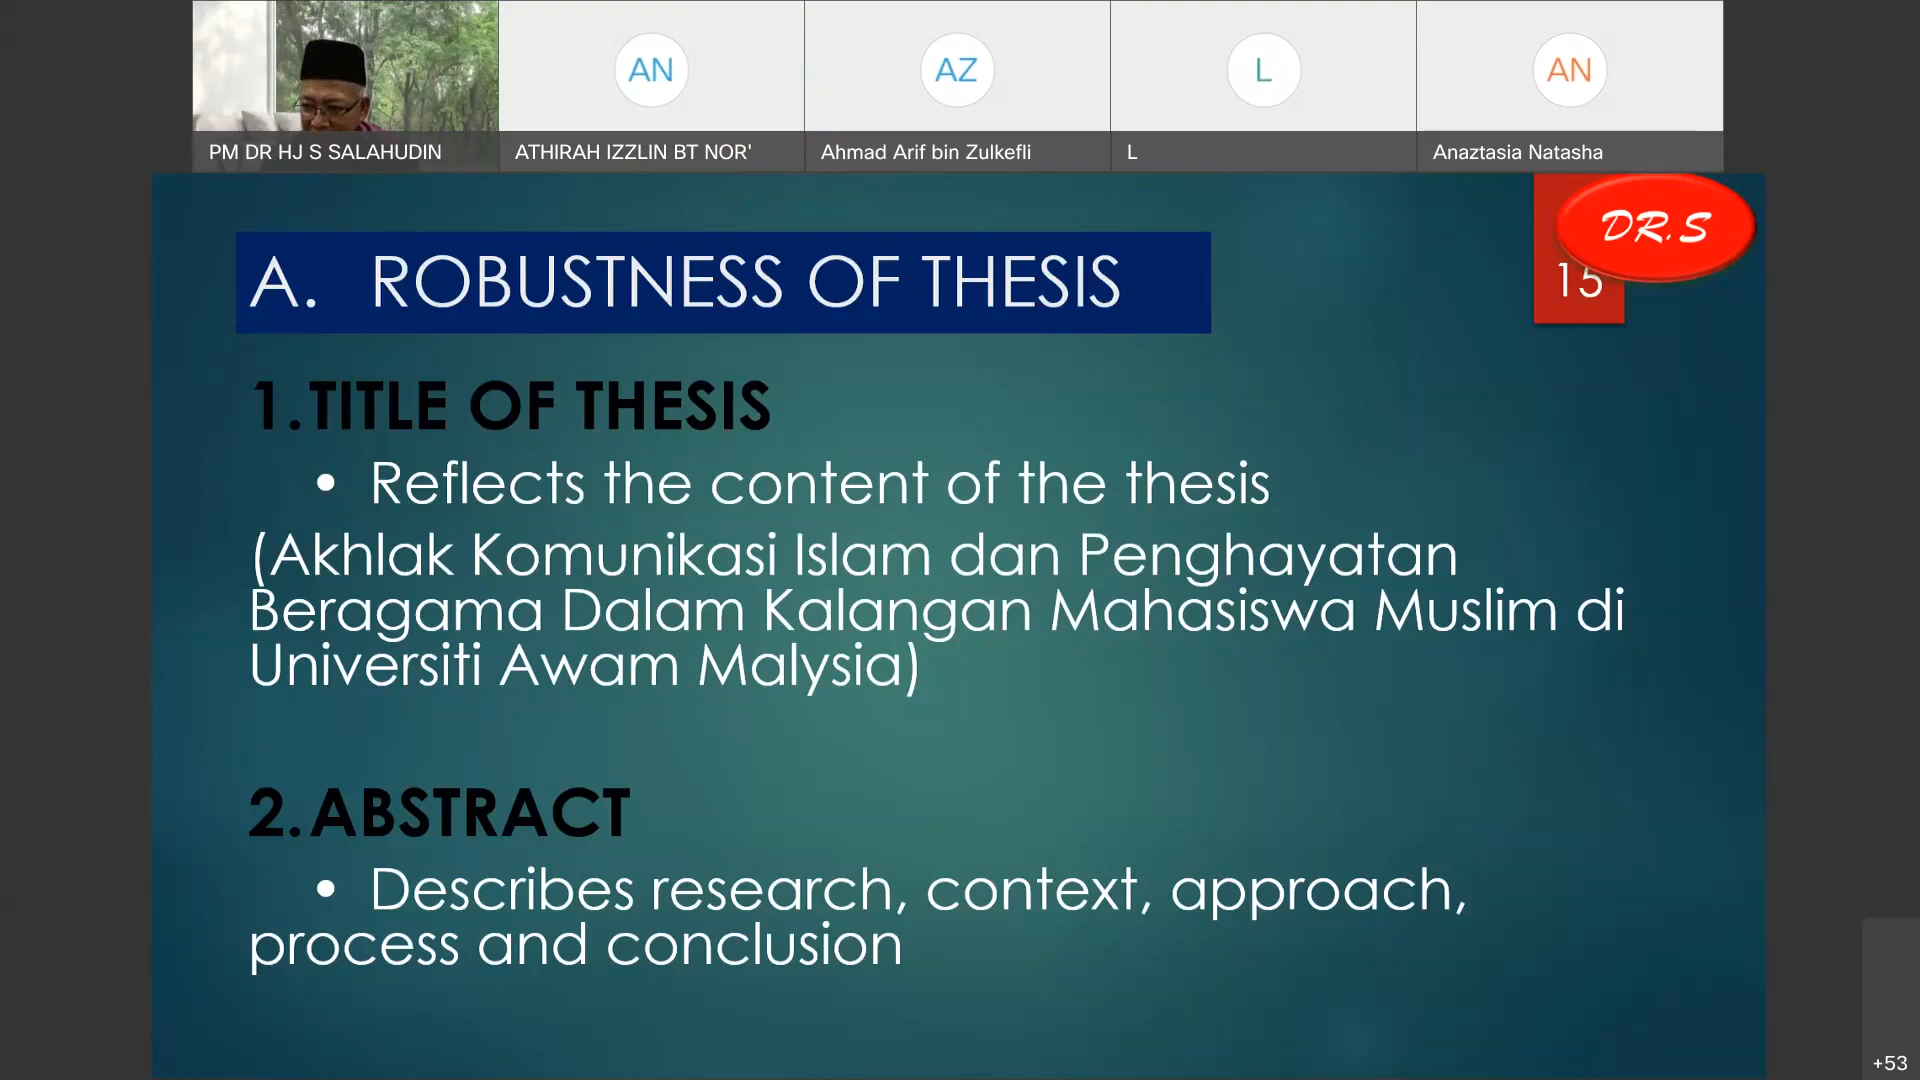 AN
AZ
L
AN
PM DR HJ S SALAHUDIN
ATHIRAH IZZLIN BT NOR'
Ahmad Arif bin Zulkefli
L
Anaztasia Natasha
DR.S
A. ROBUSTNESS OF THESIS
15
1. TITLE OF THESIS
• Reflects the content of the thesis
(Akhlak Komunikasi Islam dan Penghayatan
Beragama Dalam Kalangan Mahasiswa Muslim di
Universiti Awam Malysia)
2. ABSTRACT
• Describes research, context, approach,
process and conclusion
+53